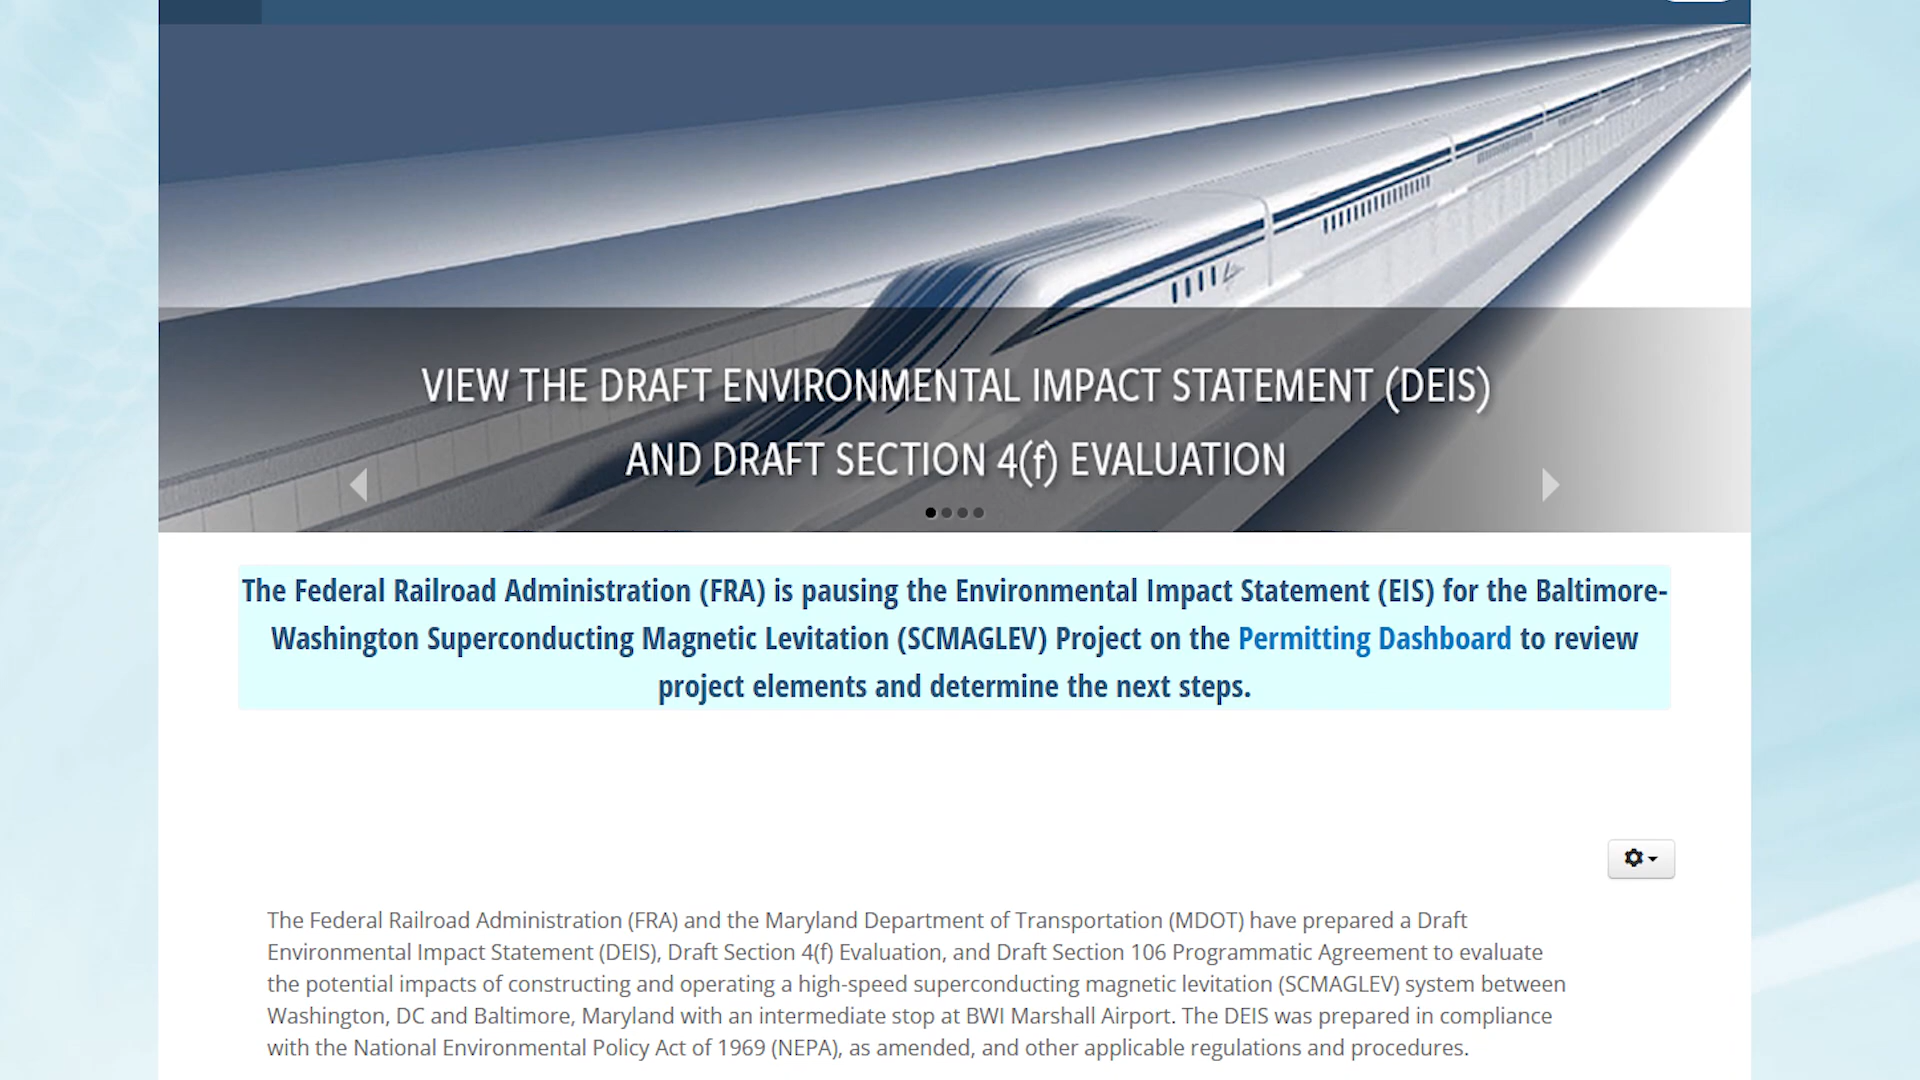 VIEW THE DRAFT ENVIRONMENTAL IMPACT STATEMENT (DEIS)
AND DRAFT SECTION 4(f) EVALUATION
The Federal Railroad Administration (FRA) is pausing the Environmental Impact Statement (EIS) for the Baltimore-
Washington Superconducting Magnetic Levitation (SCMAGLEV) Project on the Permitting Dashboard to review
project elements and determine the next steps.
The Federal Railroad Administration (FRA) and the Maryland Department of Transportation (MDOT) have prepared a Draft
Environmental Impact Statement (DEIS), Draft Section 4(f) Evaluation, and Draft Section 106 Programmatic Agreement to evaluate
the potential impacts of constructing and operating a high-speed superconducting magnetic levitation (SCMAGLEV) system between
Washington, DC and Baltimore, Maryland with an intermediate stop at BWI Marshall Airport. The DEIS was prepared in compliance
with the National Environmental Policy Act of 1969 (NEPA), as amended, and other applicable regulations and procedures.